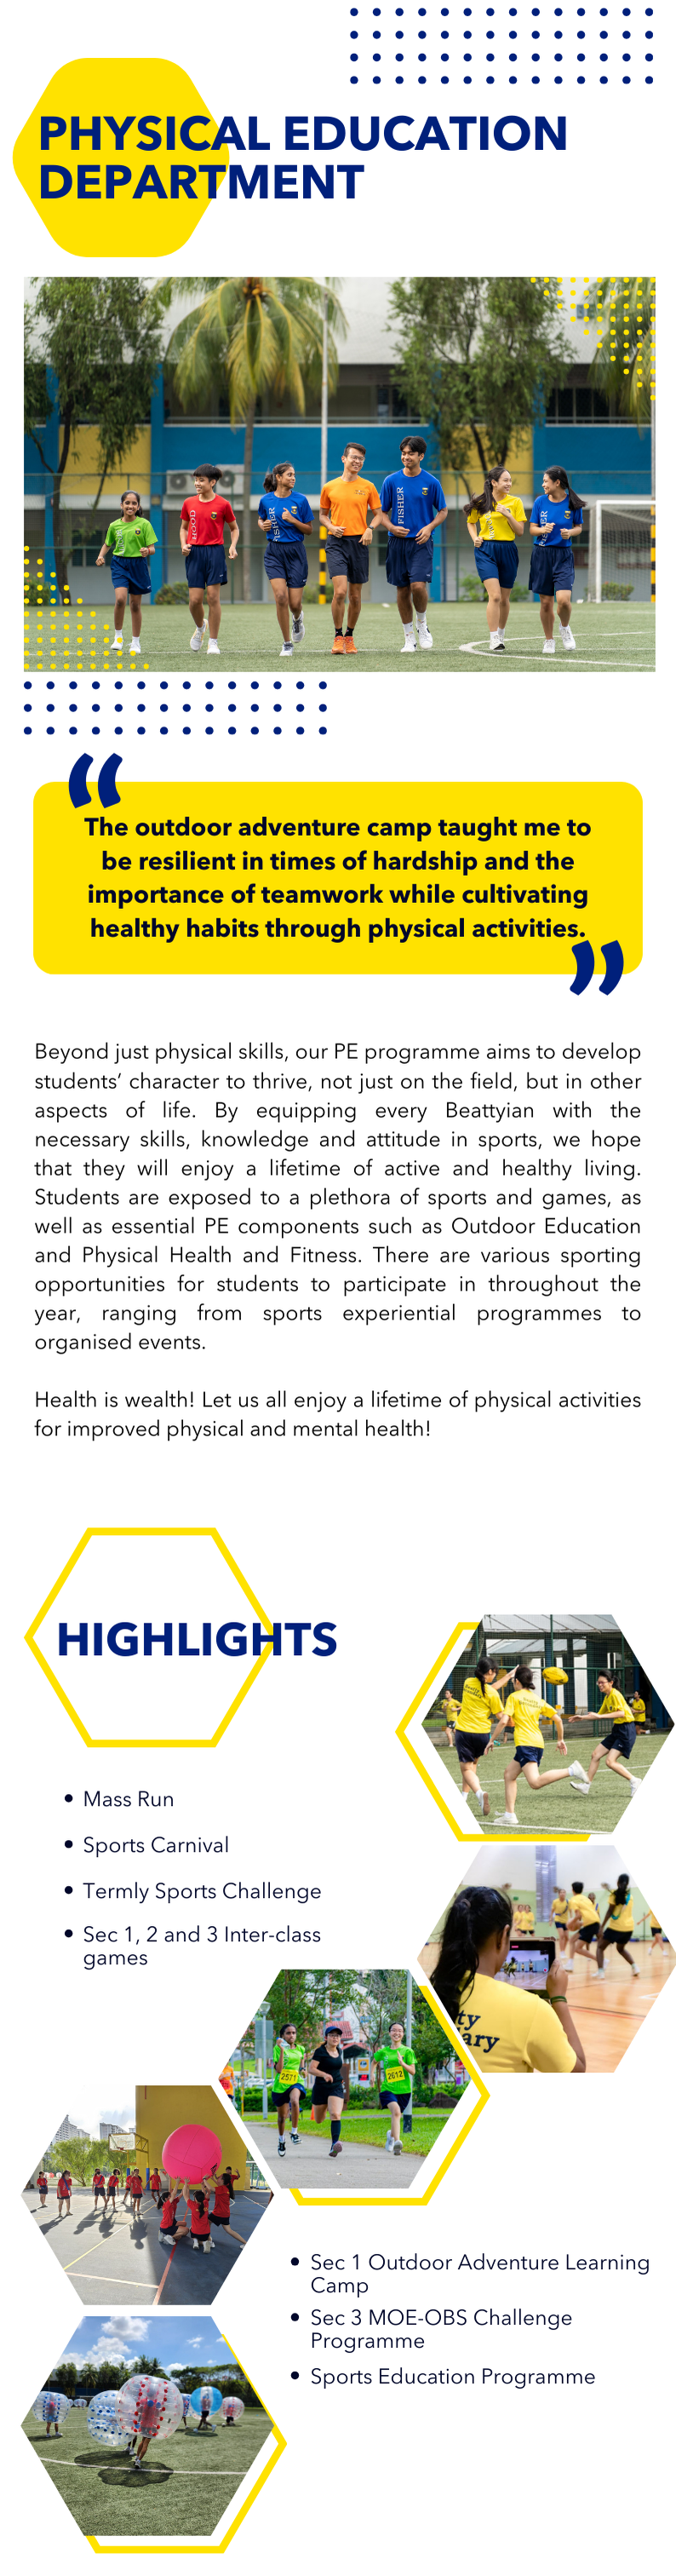 PHYSICAL EDUCATION
DEPARTMENT
HOOD
FISHER
“
The outdoor adventure camp taught me to
be resilient in times of hardship and the
importance of teamwork while cultivating
healthy habits through physical activities.
”
Beyond just physical skills, our PE programme aims to develop
students’ character to thrive, not just on the field, but in other
aspects of life. By equipping every Beattyian with the
necessary skills, knowledge and attitude in sports, we hope
that they will enjoy a lifetime of active and healthy living.
Students are exposed to a plethora of sports and games, as
well as essential PE components such as Outdoor Education
and Physical Health and Fitness. There are various sporting
opportunities for students to participate in throughout the
year, ranging from sports experiential programmes to
organised events.
Health is wealth! Let us all enjoy a lifetime of physical activities
for improved physical and mental health!
HIGHLIGHTS
• Mass Run
• Sports Carnival
• Termly Sports Challenge
• Sec 1, 2 and 3 Inter-class
games
ty
ary
2571
2612
• Sec 1 Outdoor Adventure Learning
Camp
• Sec 3 MOE-OBS Challenge
Programme
• Sports Education Programme